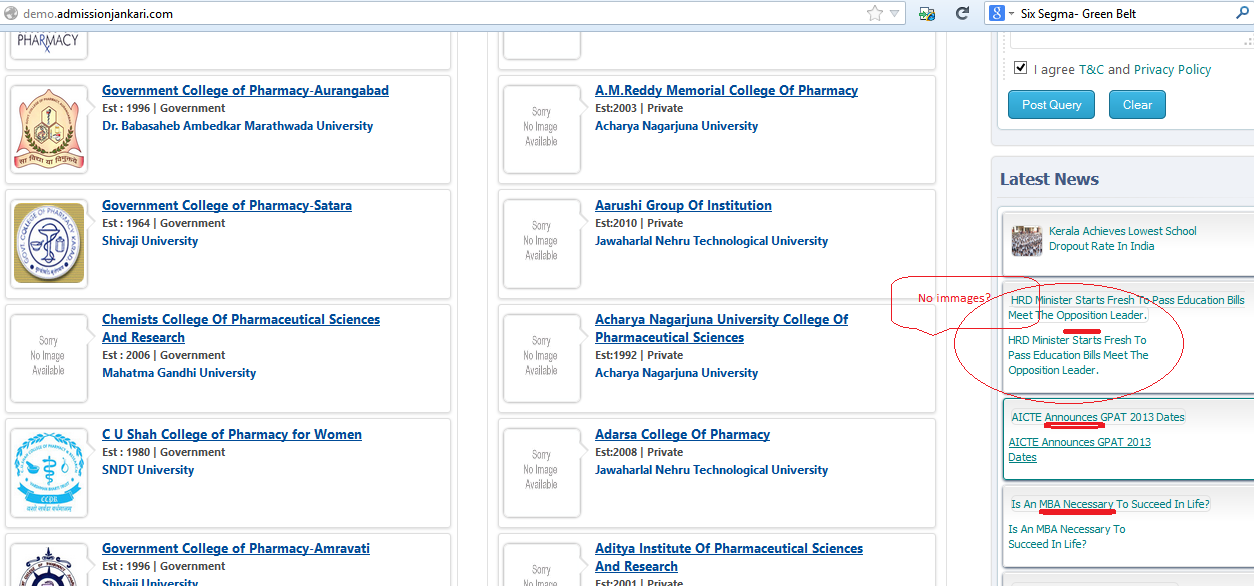 demo.admissionjankari.com
Six Segma- Green Belt
PHARMACY
Government College of Pharmacy-Aurangabad
Est : 1996 | Government
Dr. Babasaheb Ambedkar Marathwada University
Government College of Pharmacy-Satara
Est : 1964 | Government
Shivaji University
Sorry
No Image
Available
Chemists College Of Pharmaceutical Sciences
And Research
Est : 2006 | Government
Mahatma Gandhi University
C U Shah College of Pharmacy for Women
Est : 1980 | Government
SNDT University
CCPR
Government College of Pharmacy-Amravati
Est : 1996 | Government
Shivaji University
Sorry
No Image
Available
A.M.Reddy Memorial College Of Pharmacy
Est:2003 | Private
Acharya Nagarjuna University
Sorry
No Image
Available
Aarushi Group Of Institution
Est:2010 | Private
Jawaharlal Nehru Technological University
Sorry
No Image
Available
Acharya Nagarjuna University College Of
Pharmaceutical Sciences
Est:1992 | Private
Acharya Nagarjuna University
Sorry
No Image
Available
Adarsa College Of Pharmacy
Est:2008 | Private
Jawaharlal Nehru Technological University
Sorry
No Image
Aditya Institute Of Pharmaceutical Sciences
And Research
Est:2001 | Private
I agree T&C and Privacy Policy
Post Query
Clear
Latest News
Kerala Achieves Lowest School
Dropout Rate In India
No immages?
HRD Minister Starts Fresh To Pass Education Bills
Meet The Opposition Leader.
HRD Minister Starts Fresh To
Pass Education Bills Meet The
Opposition Leader.
AICTE Announces GPAT 2013 Dates
AICTE Announces GPAT 2013
Dates
Is An MBA Necessary To Succeed In Life?
Is An MBA Necessary To
Succeed In Life?